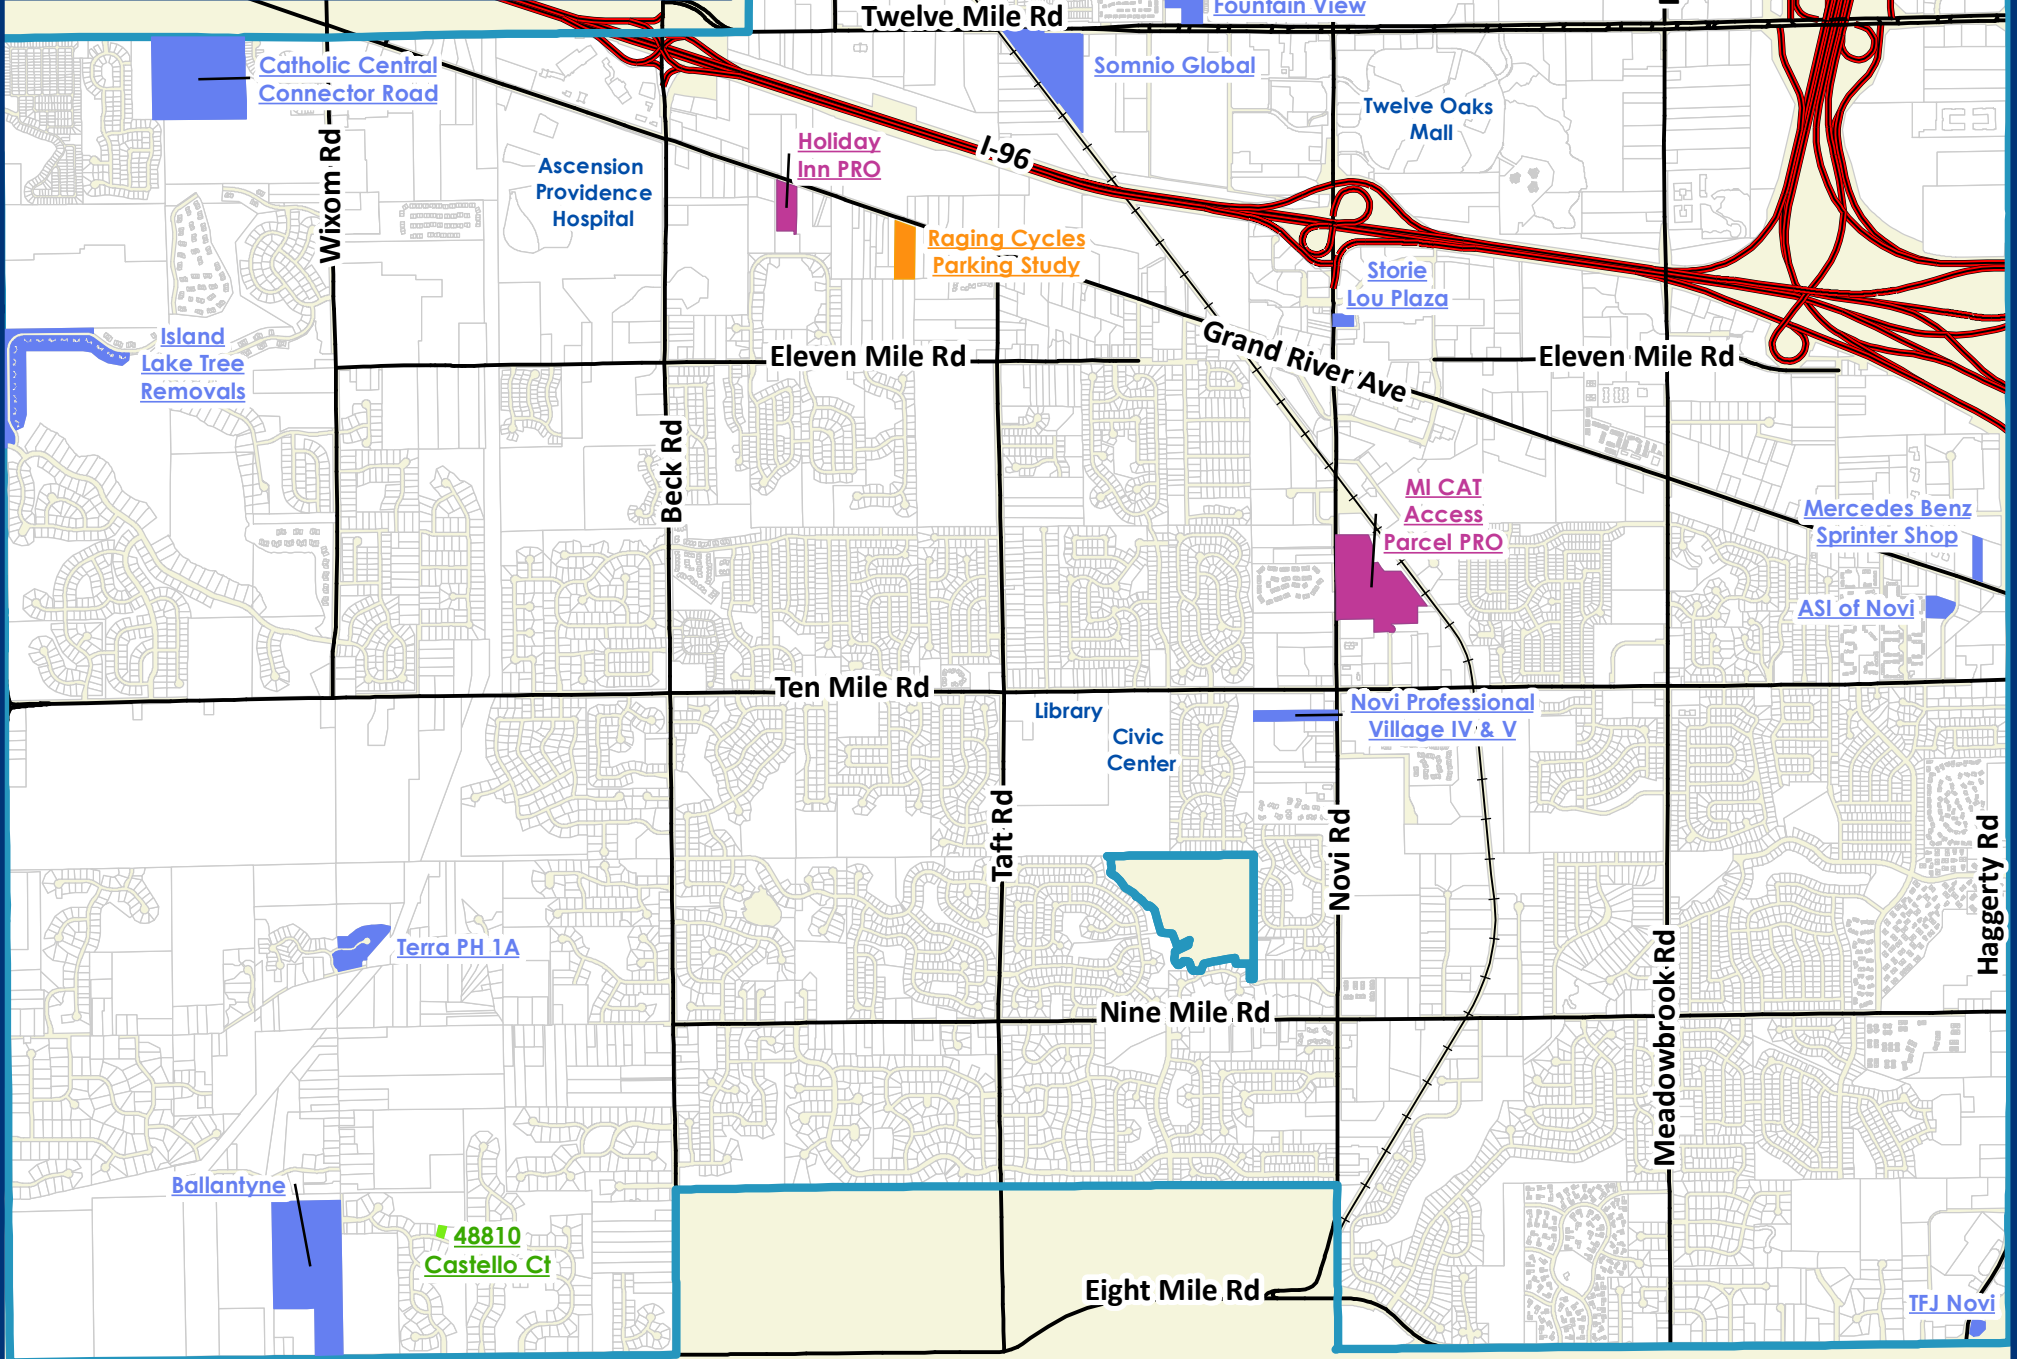 Twelve Mile Rd
Fountain View
Catholic Central
Connector Road
Somnio Global
Twelve Oaks
Mall
Wixom Rd
Holiday
Inn PRO
I-96
Ascension
Providence
Hospital
Raging Cycles
Parking Study
Storie
Lou Plaza
Island
Lake Tree
Removals
Eleven Mile Rd
Grand River Ave
Eleven Mile Rd
Beck Rd
MI CAT
Access
Parcel PRO
Mercedes Benz
Sprinter Shop
ASI of Novi
Ten Mile Rd
Library
Civic
Center
Novi Professional
Village IV & V
Taft Rd
Novi Rd
Haggerty Rd
Terra PH 1A
Meadowbrook Rd
Nine Mile Rd
Ballantyne
48810
Castello Ct
Eight Mile Rd
TFJ Novi